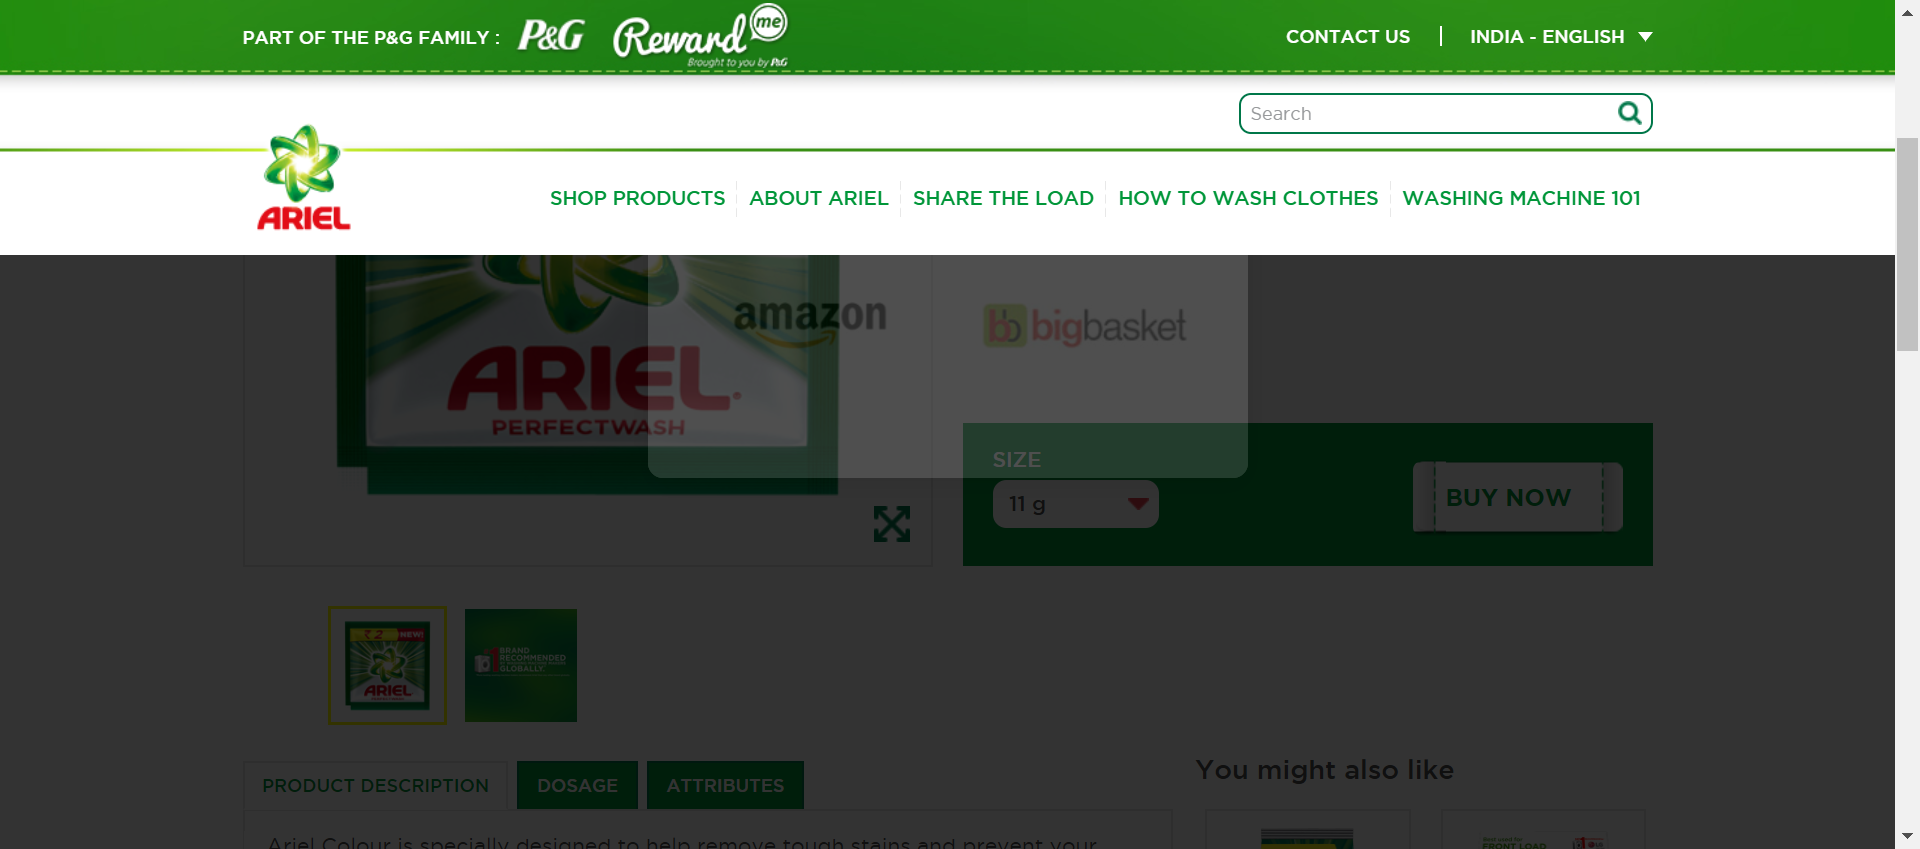 PART OF THE P&G FAMILY :
P&G
Reward me
Brought to you by P&G
CONTACT US
INDIA - ENGLISH
Search
ARIEL
SHOP PRODUCTS
ABOUT ARIEL
SHARE THE LOAD
HOW TO WASH CLOTHES
WASHING MACHINE 101
amazon
bigbasket
ARIEL
PERFECTWASH
SIZE
11 g
BUY NOW
₹ 2 NEW!
ARIEL
#1 BRAND
RECOMMENDED
GLOBALLY.
PRODUCT DESCRIPTION
DOSAGE
ATTRIBUTES
You might also like
Ariel Colour is specially designed to help remove tough stains and prevent your
FRONT LOAD